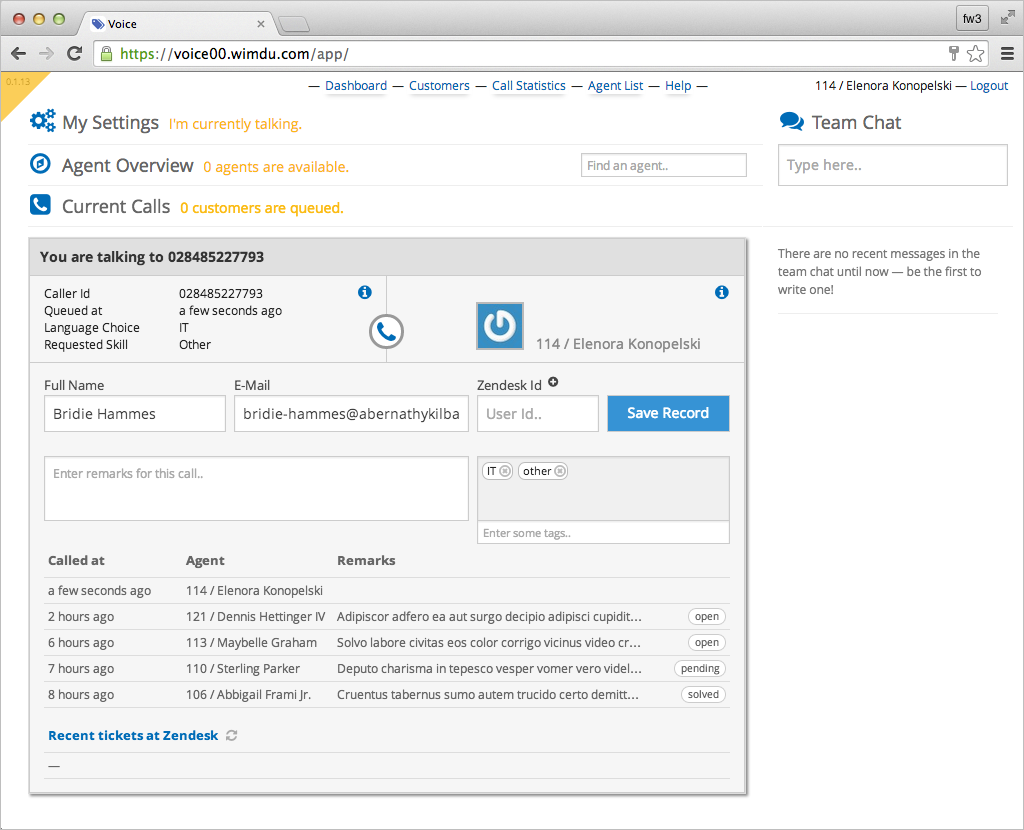 Voice
fw3
https://voice00.wimdu.com/app/
0.1.13
— Dashboard — Customers — Call Statistics — Agent List — Help —
114 / Elenora Konopelski — Logout
My Settings I'm currently talking.
Team Chat
Agent Overview 0 agents are available.
Find an agent..
Type here..
Current Calls 0 customers are queued.
You are talking to 028485227793
There are no recent messages in the
team chat until now — be the first to
write one!
Caller Id 028485227793
Queued at a few seconds ago
Language Choice IT
Requested Skill Other
114 / Elenora Konopelski
Full Name E-Mail Zendesk Id
Bridie Hammes bridie-hammes@abernathykilba User Id.. Save Record
Enter remarks for this call..
IT other
Enter some tags..
Called at Agent Remarks
a few seconds ago 114 / Elenora Konopelski
2 hours ago 121 / Dennis Hettinger IV Adipiscor adfero ea aut surgo decipio adipisci cupidit... open
6 hours ago 113 / Maybelle Graham Solvo labore civitas eos color corrigo vicinus video cr... open
7 hours ago 110 / Sterling Parker Deputo charisma in tepesco vesper vomer vero videl... pending
8 hours ago 106 / Abbigail Frami Jr. Cruentus tabernus sumo autem trucido certo demitt... solved
Recent tickets at Zendesk
—